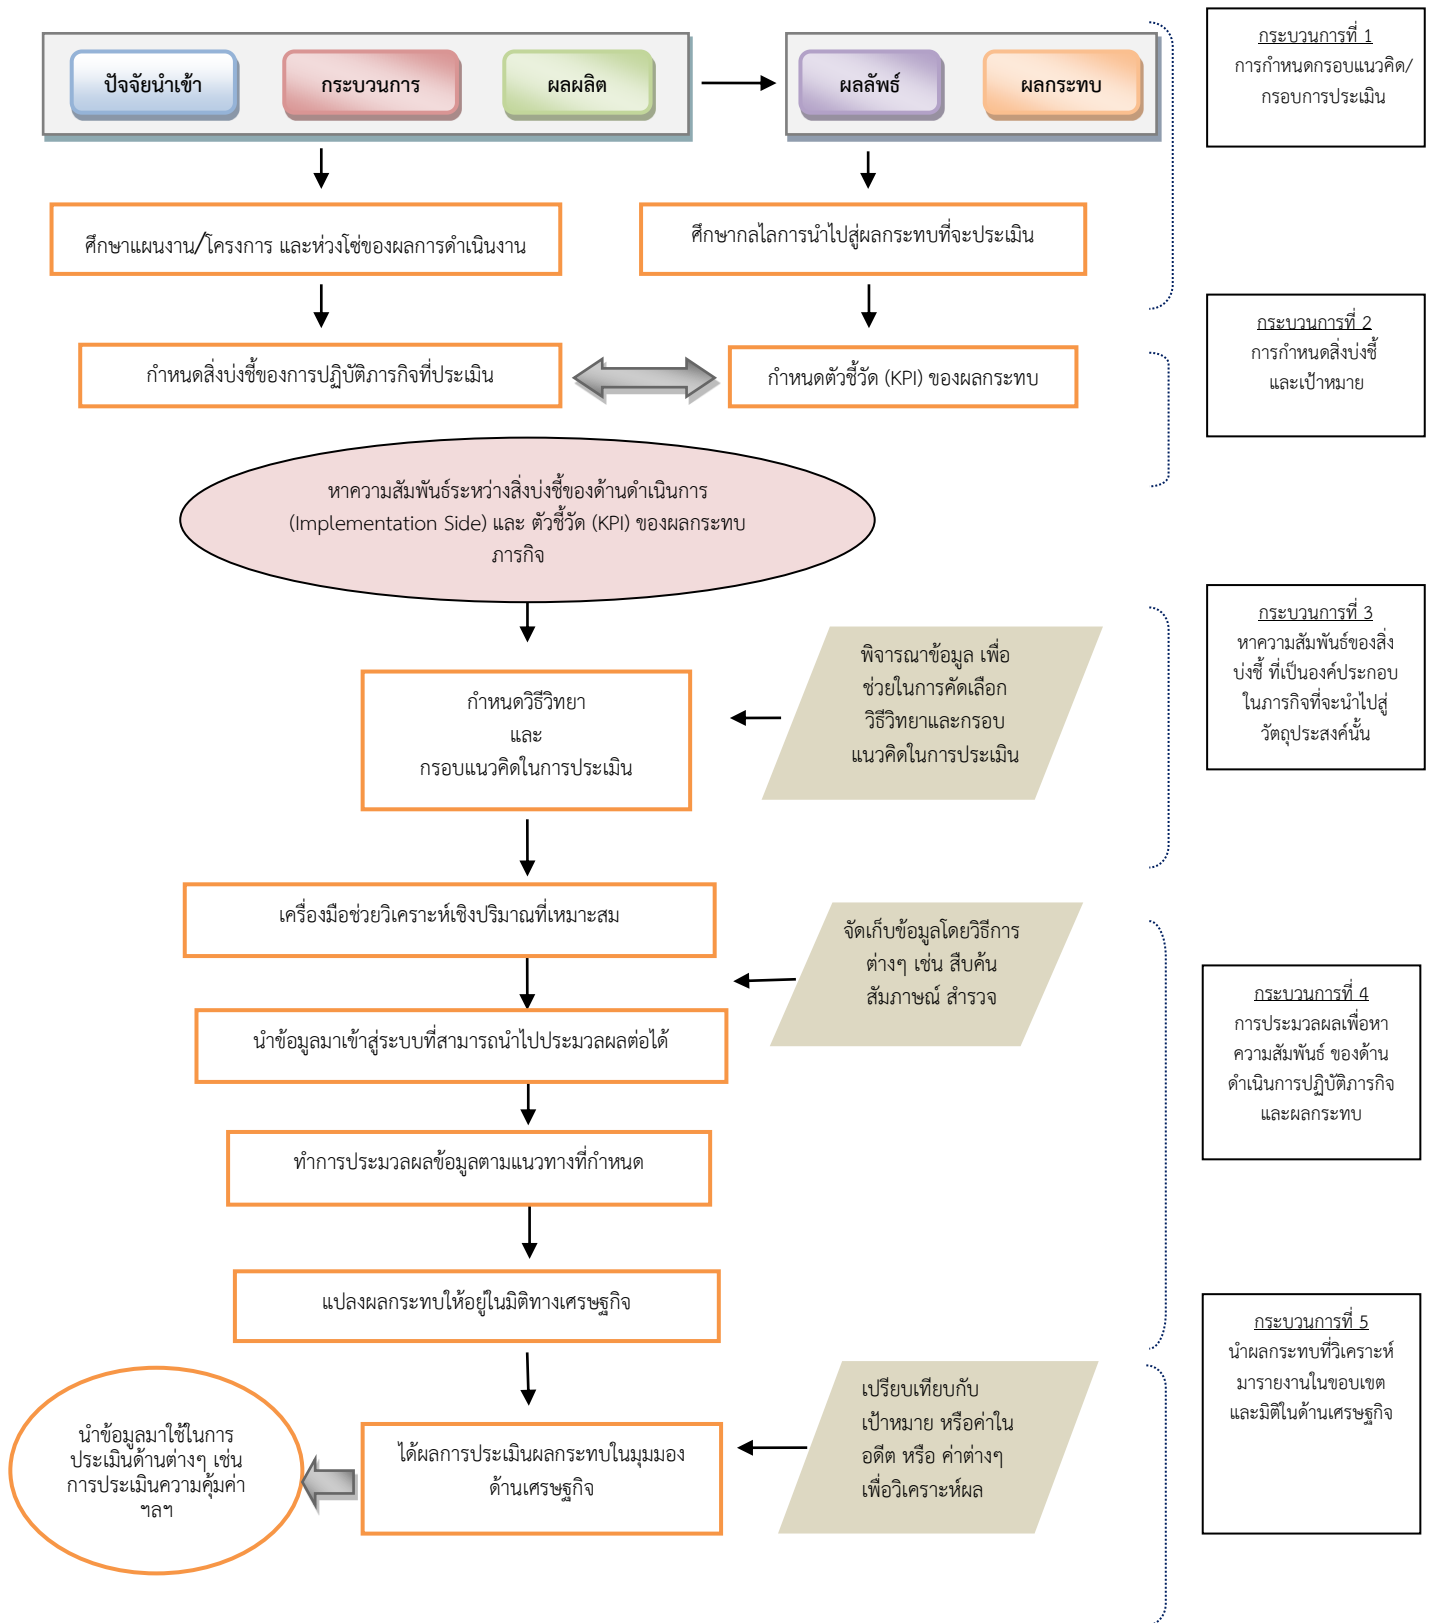 ปัจจัยนำเข้า
กระบวนการ
ผลผลิต
ผลลัพธ์
ผลกระทบ
กระบวนการที่ 1
การกำหนดกรอบแนวคิด/
กรอบการประเมิน
ศึกษาแผนงาน/โครงการ และห่วงโซ่ของผลการดำเนินงาน
ศึกษากลไลการนำไปสู่ผลกระทบที่จะประเมิน
กระบวนการที่ 2
การกำหนดสิ่งบ่งชี้
และเป้าหมาย
กำหนดสิ่งบ่งชี้ของการปฏิบัติภารกิจที่ประเมิน
กำหนดตัวชี้วัด (KPI) ของผลกระทบ
หาความสัมพันธ์ระหว่างสิ่งบ่งชี้ของด้านดำเนินการ
(Implementation Side) และ ตัวชี้วัด (KPI) ของผลกระทบ
ภารกิจ
กระบวนการที่ 3
หาความสัมพันธ์ของสิ่ง
บ่งชี้ ที่เป็นองค์ประกอบ
ในภารกิจที่จะนำไปสู่
วัตถุประสงค์นั้น
กำหนดวิธีวิทยา
และ
กรอบแนวคิดในการประเมิน
พิจารณาข้อมูล เพื่อ
ช่วยในการคัดเลือก
วิธีวิทยาและกรอบ
แนวคิดในการประเมิน
เครื่องมือช่วยวิเคราะห์เชิงปริมาณที่เหมาะสม
จัดเก็บข้อมูลโดยวิธีการ
ต่างๆ เช่น สืบค้น
สัมภาษณ์ สำรวจ
นำข้อมูลมาเข้าสู่ระบบที่สามารถนำไปประมวลผลต่อได้
กระบวนการที่ 4
การประมวลผลเพื่อหา
ความสัมพันธ์ ของด้าน
ดำเนินการปฏิบัติภารกิจ
และผลกระทบ
ทำการประมวลผลข้อมูลตามแนวทางที่กำหนด
แปลงผลกระทบให้อยู่ในมิติทางเศรษฐกิจ
กระบวนการที่ 5
นำผลกระทบที่วิเคราะห์
มารายงานในขอบเขต
และมิติในด้านเศรษฐกิจ
เปรียบเทียบกับ
เป้าหมาย หรือค่าใน
อดีต หรือ ค่าต่างๆ
เพื่อวิเคราะห์ผล
ได้ผลการประเมินผลกระทบในมุมมอง
ด้านเศรษฐกิจ
นำข้อมูลมาใช้ในการ
ประเมินด้านต่างๆ เช่น
การประเมินความคุ้มค่า
ฯลฯ